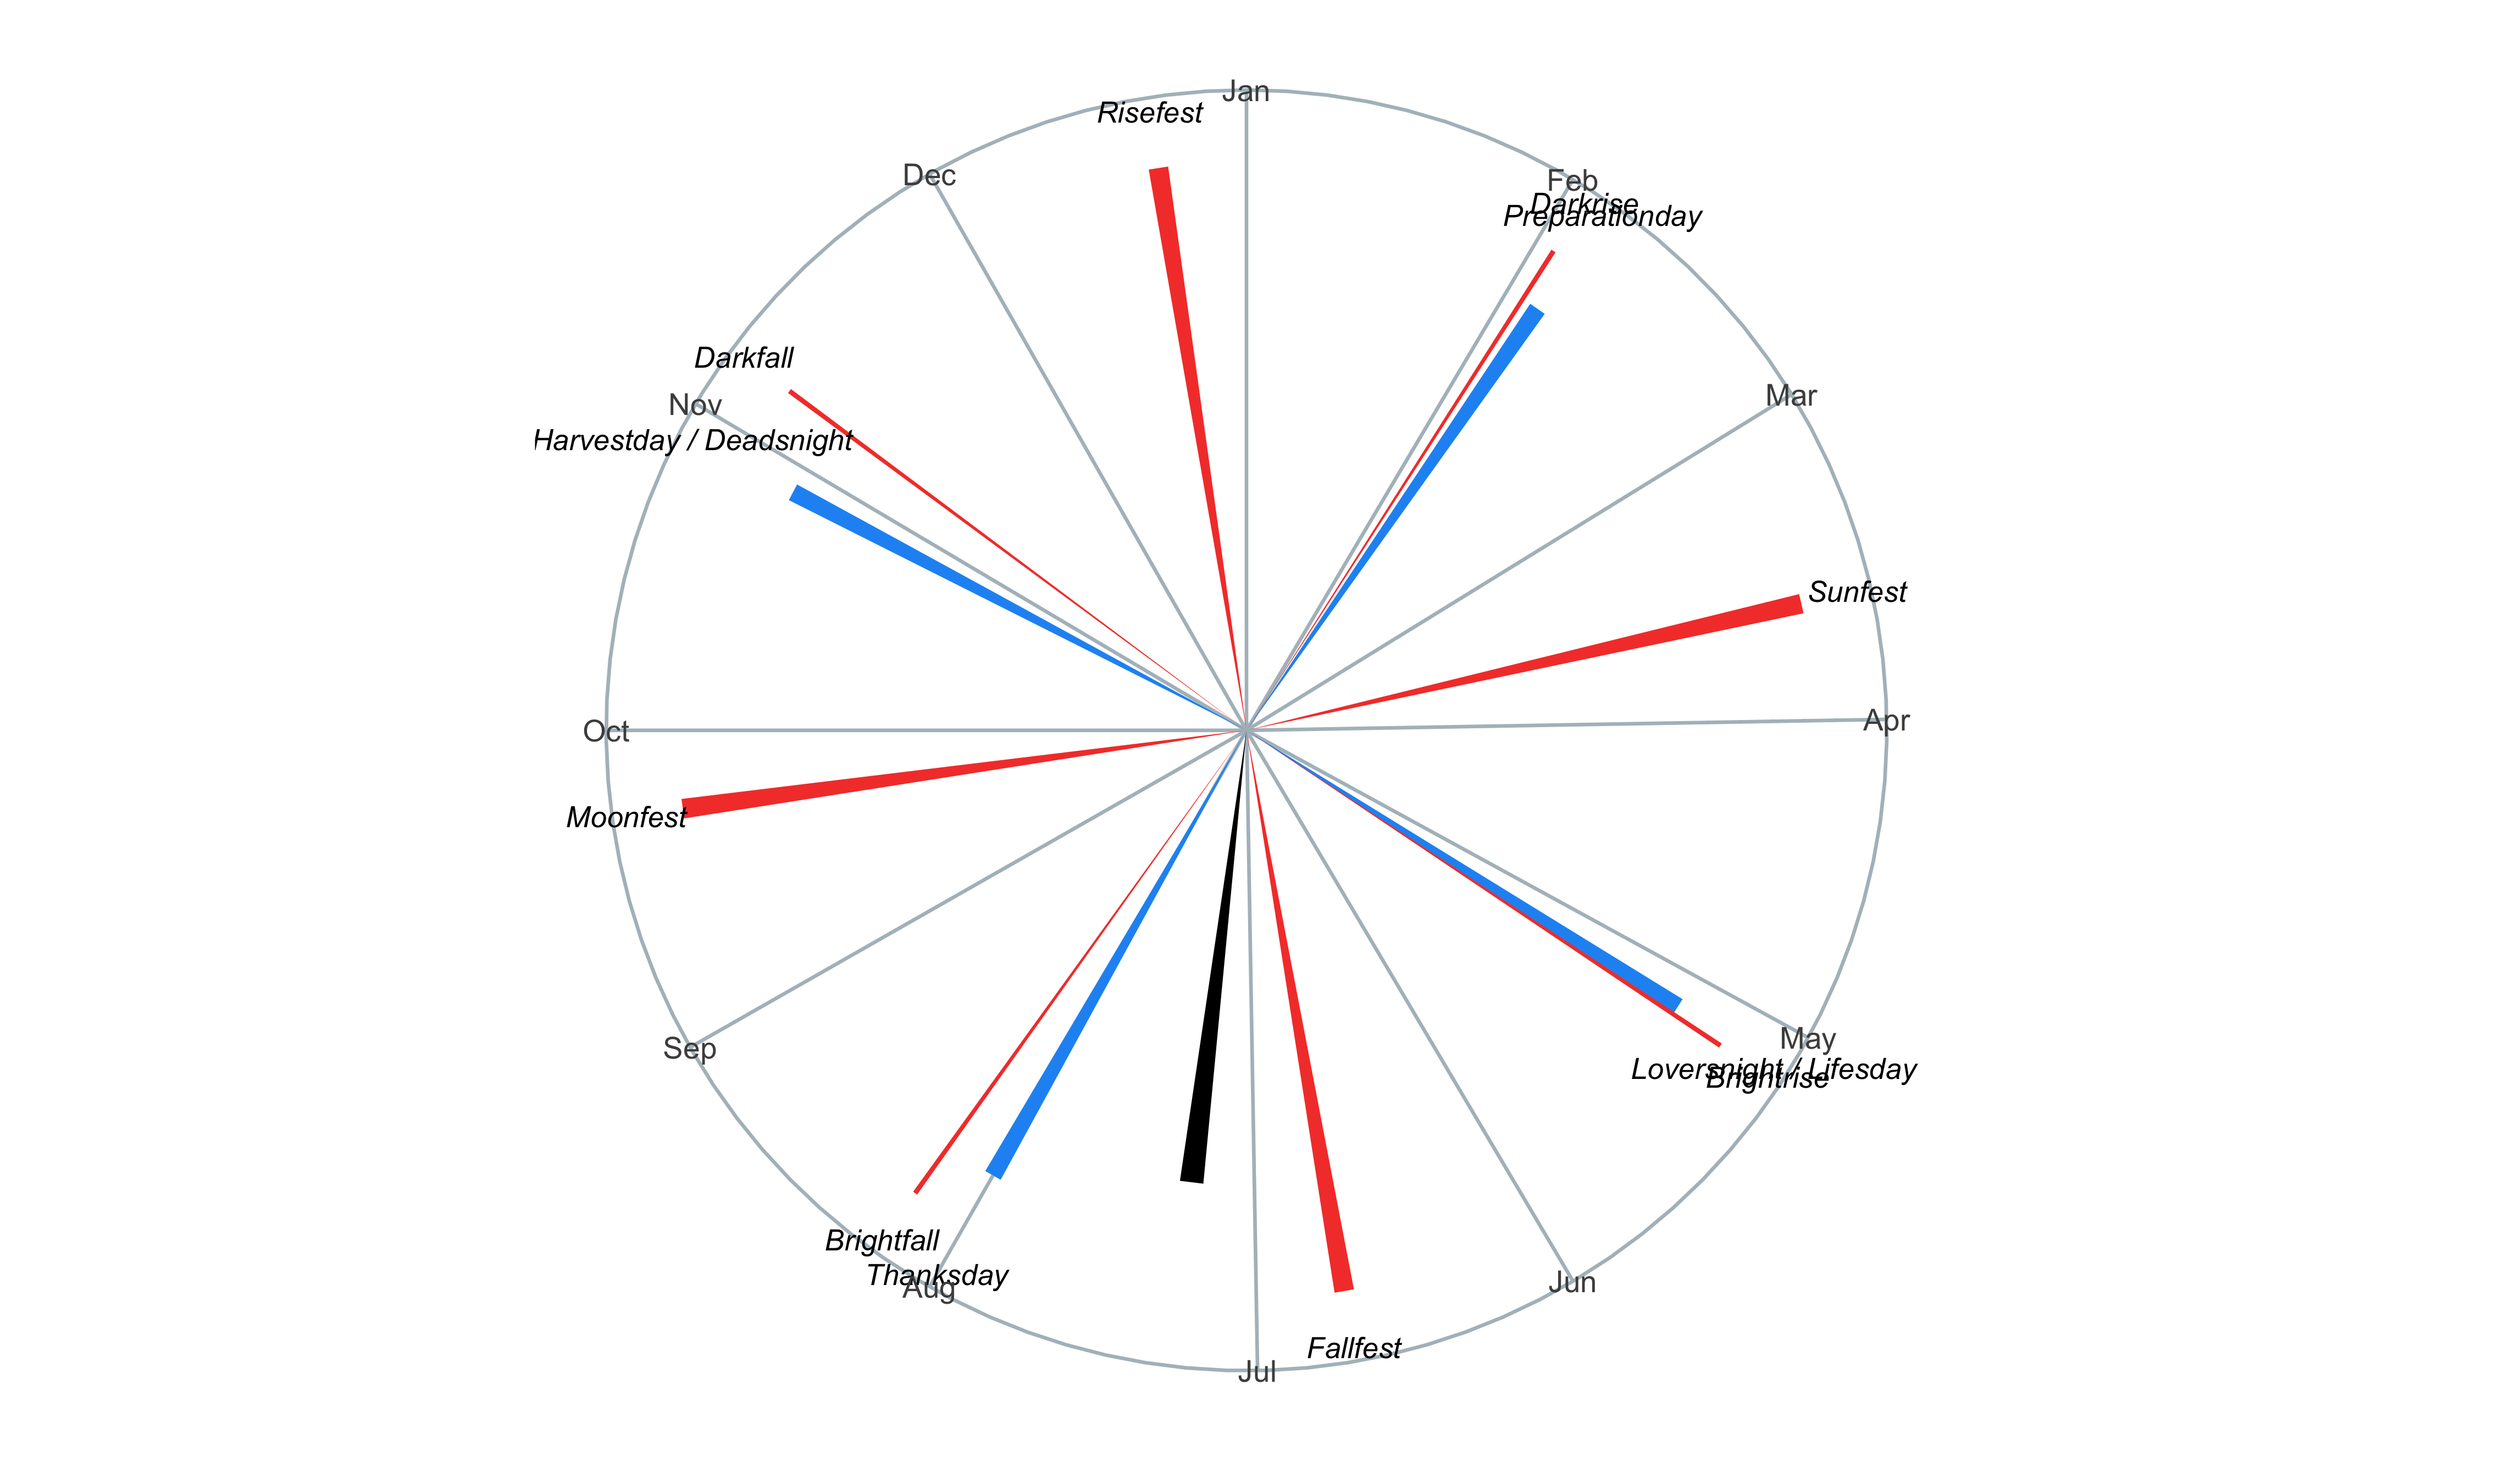 Jan
Risefest
Dec
Feb
Darkrise
Preparationday
Darkfall
Mar
Nov
Harvestday / Deadsnight
Sunfest
Apr
Oct
Moonfest
May
Sep
Loversnight / Lifesday
Brightrise
Brightfall
Thanksday
Aug
Jun
Fallfest
Jul